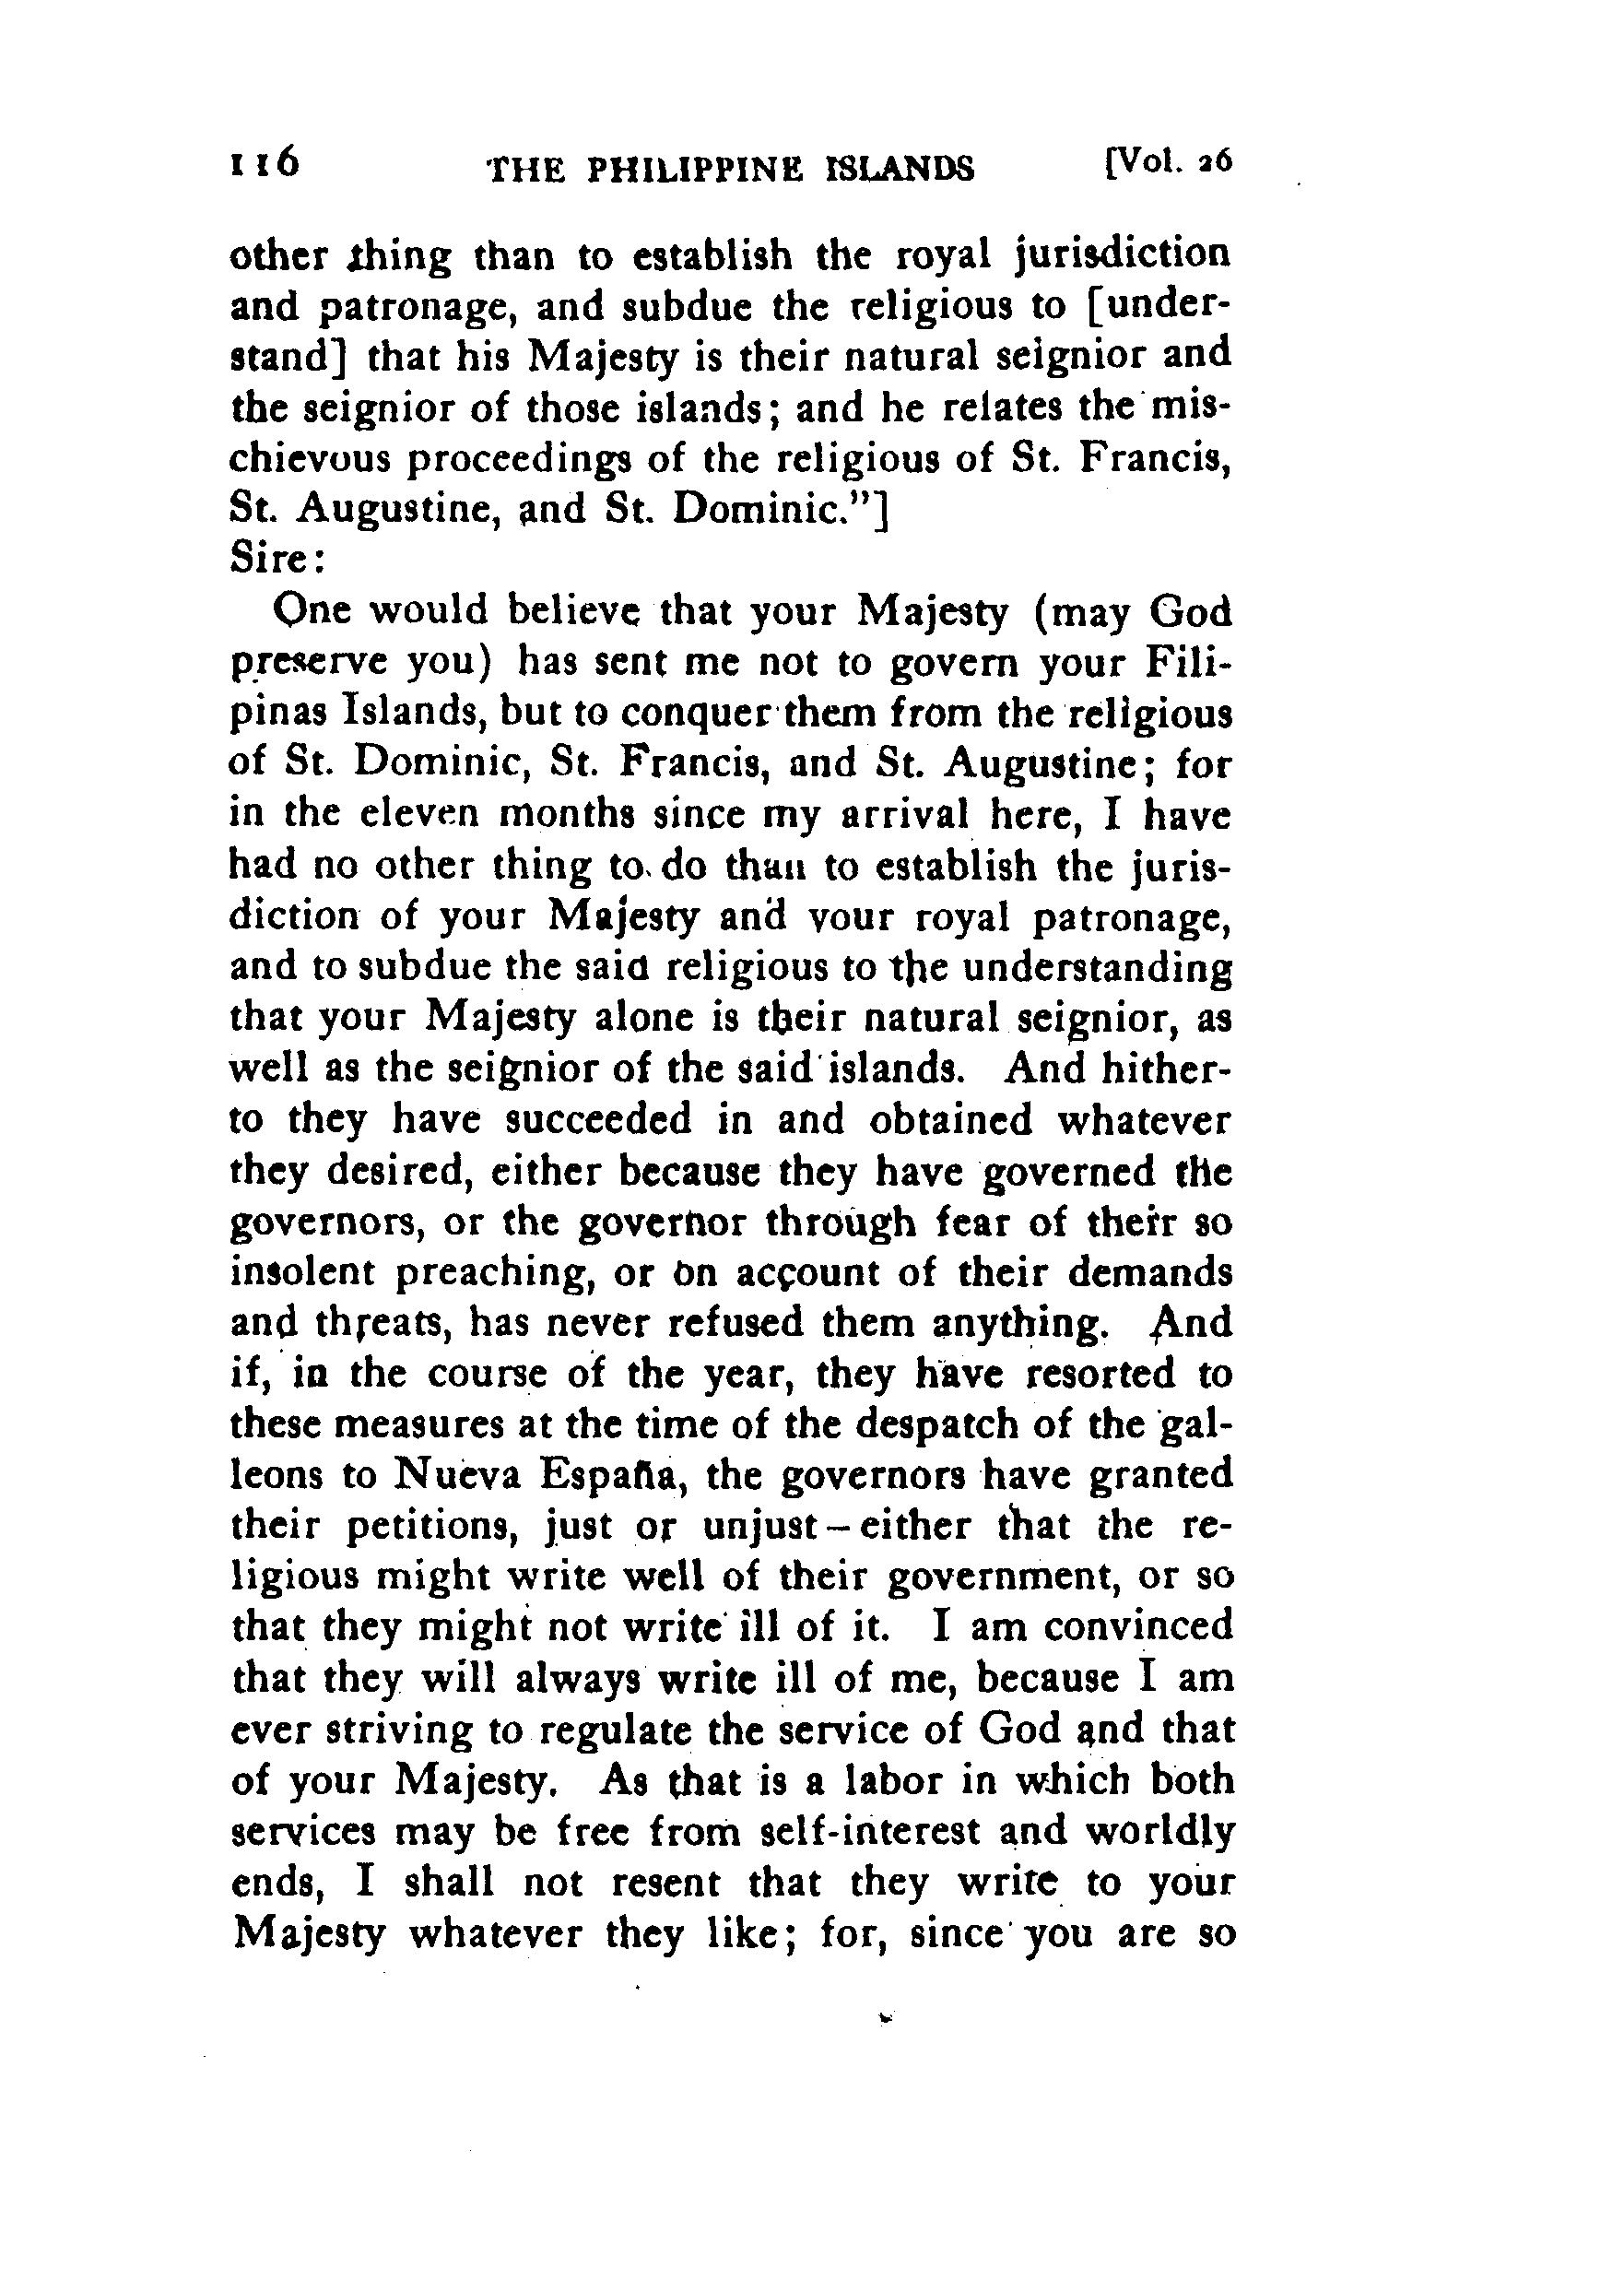 116 THE PHILIPPINE ISLANDS [Vol. 26
other thing than to establish the royal jurisdiction
and patronage, and subdue the religious to [under-
stand] that his Majesty is their natural seignior and
the seignior of those islands; and he relates the mis-
chievous proceedings of the religious of St. Francis,
St. Augustine, and St. Dominic."]
Sire:
One would believe that your Majesty (may God
preserve you) has sent me not to govern your Fili-
pinas Islands, but to conquer them from the religious
of St. Dominic, St. Francis, and St. Augustine; for
in the eleven months since my arrival here, I have
had no other thing to do than to establish the juris-
diction of your Majesty and your royal patronage,
and to subdue the said religious to the understanding
that your Majesty alone is their natural seignior, as
well as the seignior of the said islands. And hither-
to they have succeeded in and obtained whatever
they desired, either because they have governed the
governors, or the governor through fear of their so
insolent preaching, or on account of their demands
and threats, has never refused them anything. And
if, in the course of the year, they have resorted to
these measures at the time of the despatch of the gal-
leons to Nueva España, the governors have granted
their petitions, just or unjust – either that the re-
ligious might write well of their government, or so
that they might not write ill of it. I am convinced
that they will always write ill of me, because I am
ever striving to regulate the service of God and that
of your Majesty. As that is a labor in which both
services may be free from self-interest and worldly
ends, I shall not resent that they write to your
Majesty whatever they like; for, since you are so